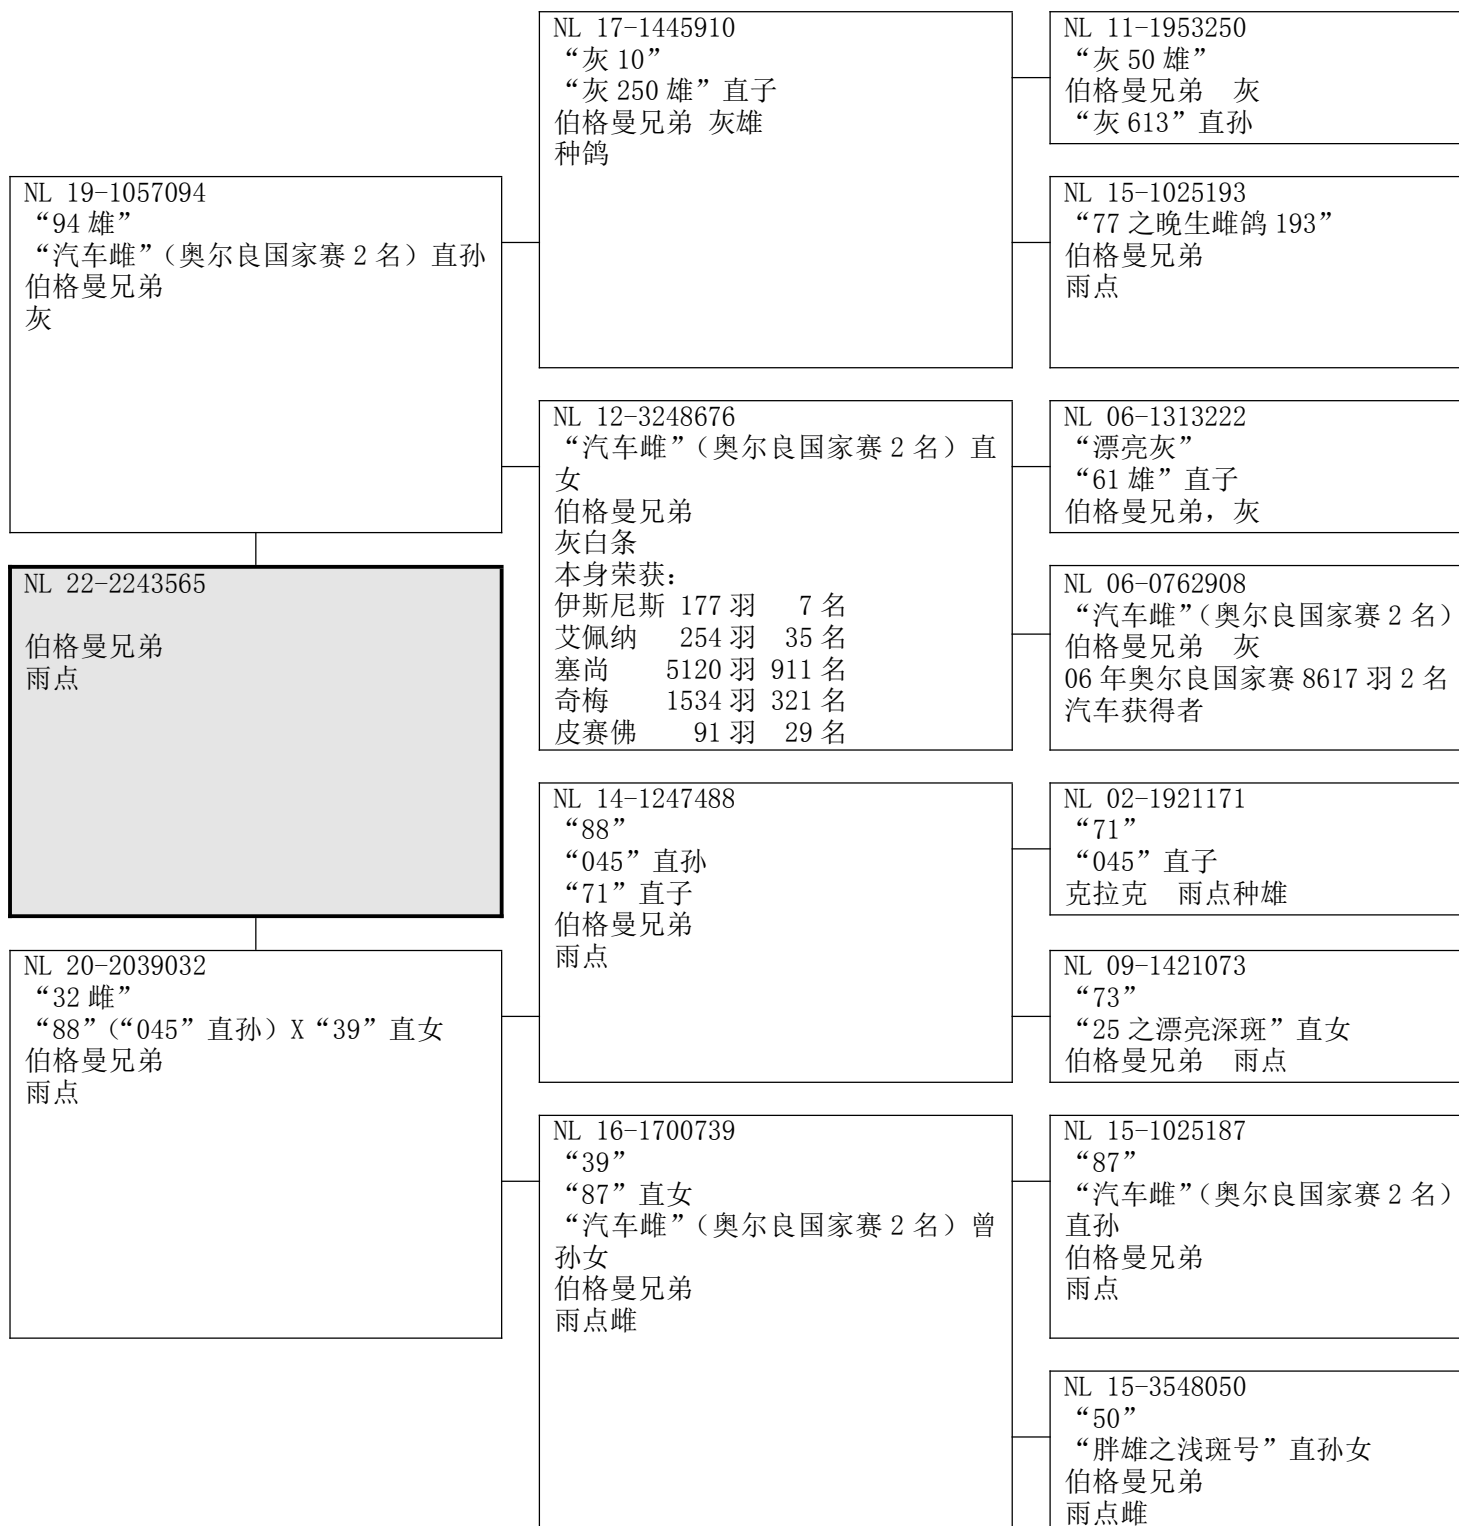 NL 19-1057094
“94 雄”
“汽车雌”（奥尔良国家赛 2 名）直孙
伯格曼兄弟
灰
NL 22-2243565
伯格曼兄弟
雨点
NL 20-2039032
“32 雌”
“88”（“045”直孙）X “39”直女
伯格曼兄弟
雨点
NL 17-1445910
“灰 10”
“灰 250 雄”直子
伯格曼兄弟 灰雄
种鸽
NL 12-3248676
“汽车雌”（奥尔良国家赛 2 名）直
女
伯格曼兄弟
灰白条
本身荣获：
伊斯尼斯 177 羽 7 名
艾佩纳 254 羽 35 名
塞尚 5120 羽 911 名
奇梅 1534 羽 321 名
皮赛佛 91 羽 29 名
NL 14-1247488
“88”
“045”直孙
“71”直子
伯格曼兄弟
雨点
NL 16-1700739
“39”
“87”直女
“汽车雌”（奥尔良国家赛 2 名）曾
孙女
伯格曼兄弟
雨点雌
NL 11-1953250
“灰 50 雄”
伯格曼兄弟 灰
“灰 613”直孙
NL 15-1025193
“77 之晚生雌鸽 193”
伯格曼兄弟
雨点
NL 06-1313222
“漂亮灰”
“61 雄”直子
伯格曼兄弟，灰
NL 06-0762908
“汽车雌”（奥尔良国家赛 2 名）
伯格曼兄弟 灰
06 年奥尔良国家赛 8617 羽 2 名
汽车获得者
NL 02-1921171
“71”
“045”直子
克拉克 雨点种雄
NL 09-1421073
“73”
“25 之漂亮深斑”直女
伯格曼兄弟 雨点
NL 15-1025187
“87”
“汽车雌”（奥尔良国家赛 2 名）
直孙
伯格曼兄弟
雨点
NL 15-3548050
“50”
“胖雄之浅斑号”直孙女
伯格曼兄弟
雨点雌